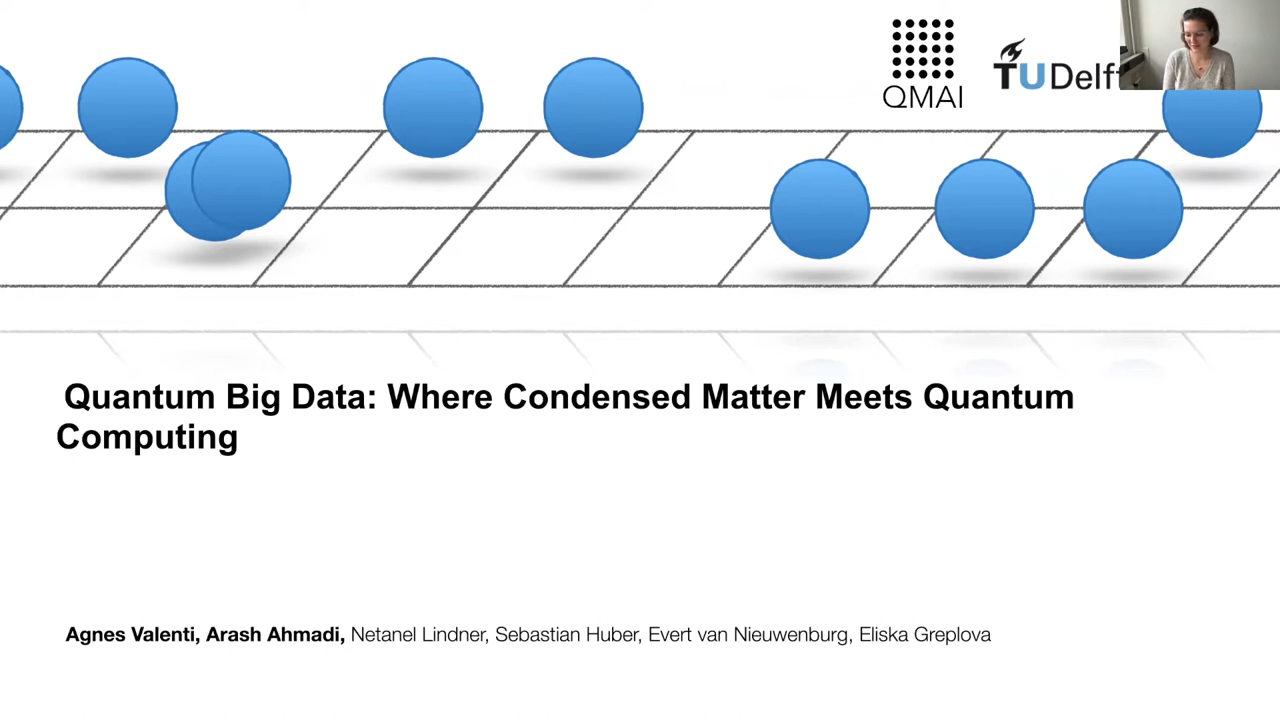 QMAI
TU Delft
Quantum Big Data: Where Condensed Matter Meets Quantum
Computing
Agnes Valenti, Arash Ahmadi, Netanel Lindner, Sebastian Huber, Evert van Nieuwenburg, Eliska Greplova